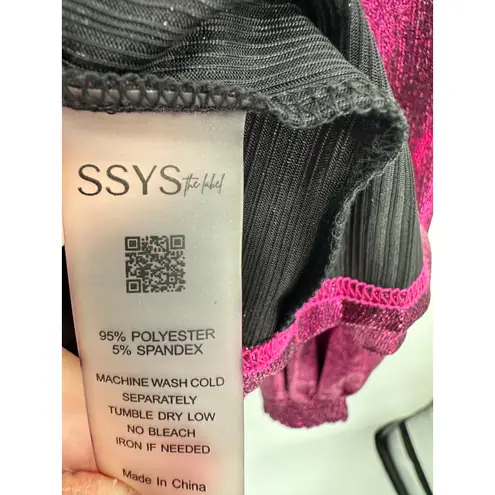 SSYS the label
95% POLYESTER
5% SPANDEX
MACHINE WASH COLD
SEPARATELY
TUMBLE DRY LOW
NO BLEACH
IRON IF NEEDED
Made In China